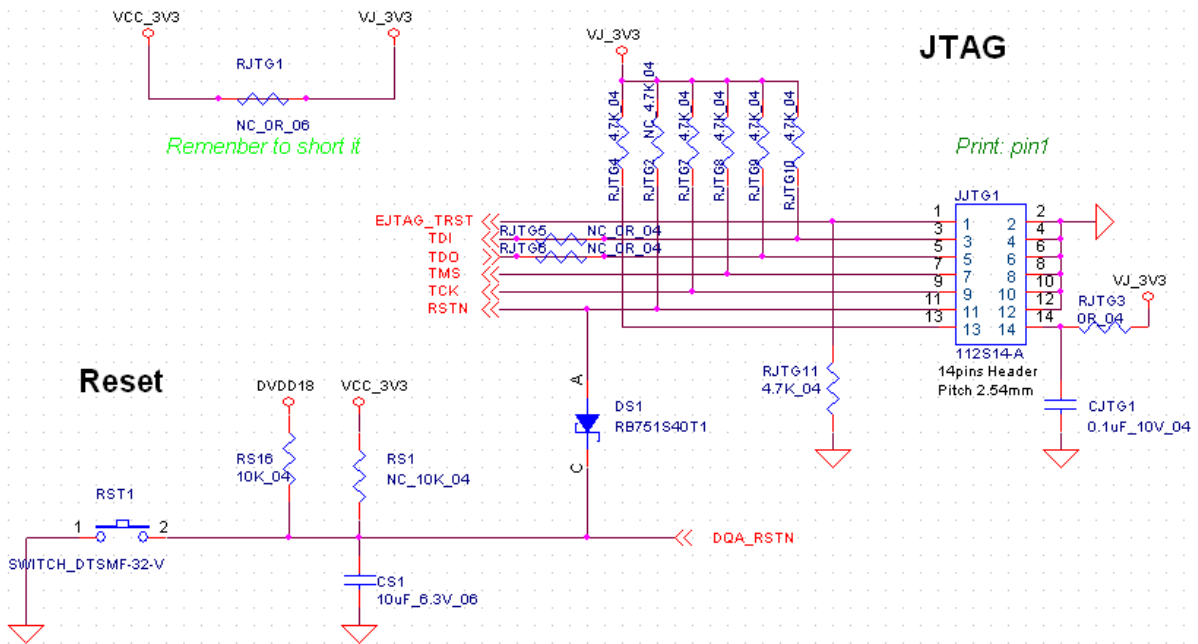 VCC_3V3
VJ_3V3
RJTG1
NC_0R_06
Remenber to short it
VJ_3V3
JTAG
4.7K_04
NC_4.7K_04
4.7K_04
4.7K_04
4.7K_04
4.7K_04
RJTG4
RJTG2
RJTG7
RJTG8
RJTG9
RJTG10
Print: pin1
JJTG1
EJTAG_TRST
TDI
TDO
TMS
TCK
RSTN
RJTG5
NC_0R_04
RJTG6
NC_0R_04
1
3
5
7
9
11
13
1 2
3 4
5 6
7 8
9 10
11 12
13 14
2
4
6
8
10
12
14
112S14-A
14pins Header
Pitch 2.54mm
VJ_3V3
RJTG3
0R_04
CJTG1
0.1uF_10V_04
RJTG11
4.7K_04
A
DS1
RB751S40T1
C
Reset
DVDD18
VCC_3V3
RS16
10K_04
RS1
NC_10K_04
RST1
1 2
SWITCH_DTSMF-32-V
DQA_RSTN
CS1
10uF_6.3V_06